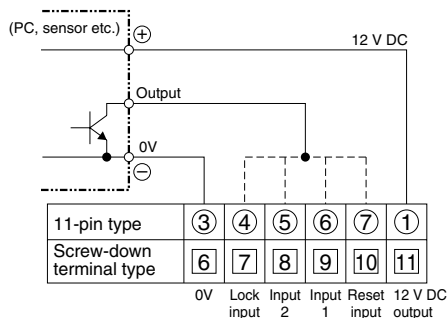 (PC, sensor etc.)
⊕
12 V DC
Output
0V
⊖
11-pin type ③ ④ ⑤ ⑥ ⑦ ①
Screw-down
terminal type 6 7 8 9 10 11
0V Lock Input Input Reset 12 V DC
input 2 1 input output